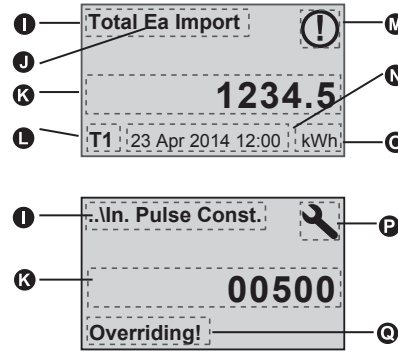 I Total Ea Import ! M
J
K 1234.5 N
L T1 23 Apr 2014 12:00 kWh O
I ..\In. Pulse Const. P
K 00500
Overriding! Q